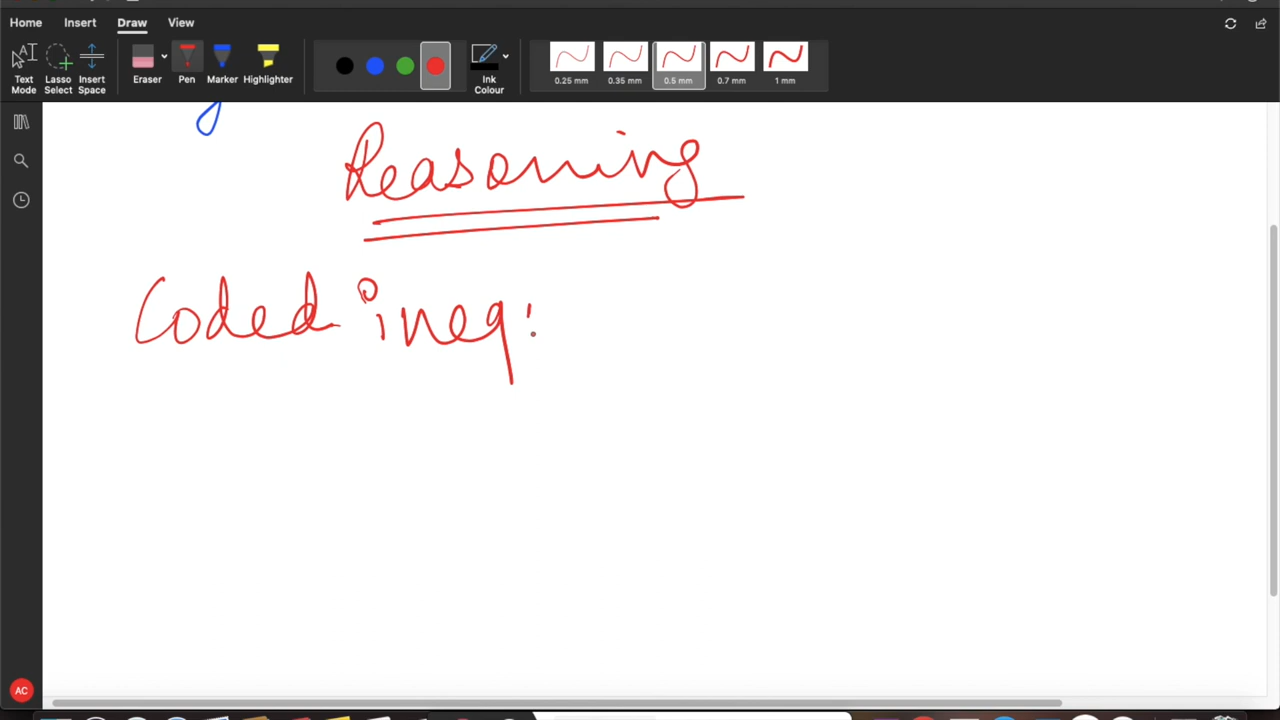 Home Insert Draw View
Text Mode
Lasso Select
Insert Space
Eraser
Pen
Marker
Highlighter
Ink Colour
0.25 mm
0.35 mm
0.5 mm
0.7 mm
1 mm
Reasoning
Coded ineq
AC